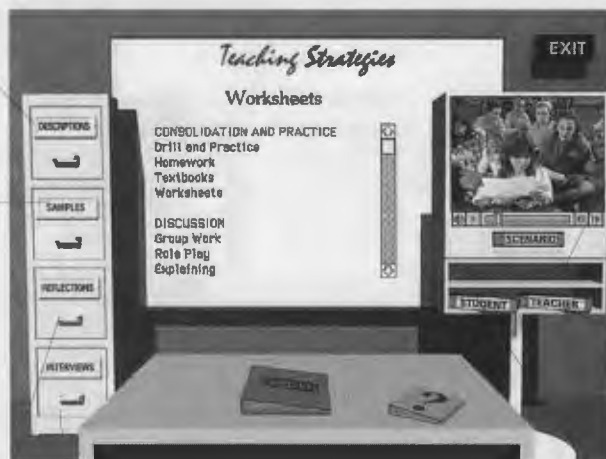 Teaching Strategies
EXIT
Worksheets
CONSOLIDATION AND PRACTICE
Drill and Practice
Homework
Textbooks
Worksheets
DISCUSSION
Group Work
Role Play
Explaining
DESCRIPTIONS
SAMPLES
REFLECTIONS
INTERVIEWS
SCENARIO
STUDENT
TEACHER
?